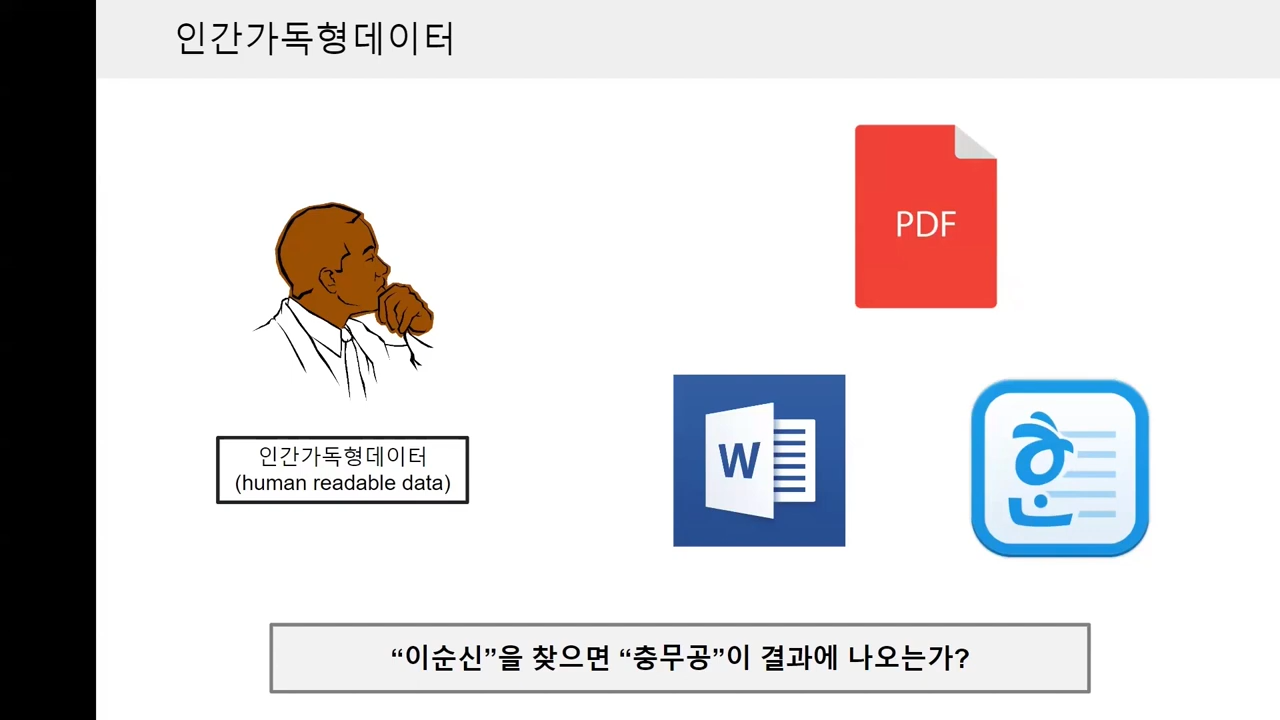 인간가독형데이터
PDF
인간가독형데이터
(human readable data)
W
한
“이순신”을 찾으면 “충무공”이 결과에 나오는가?